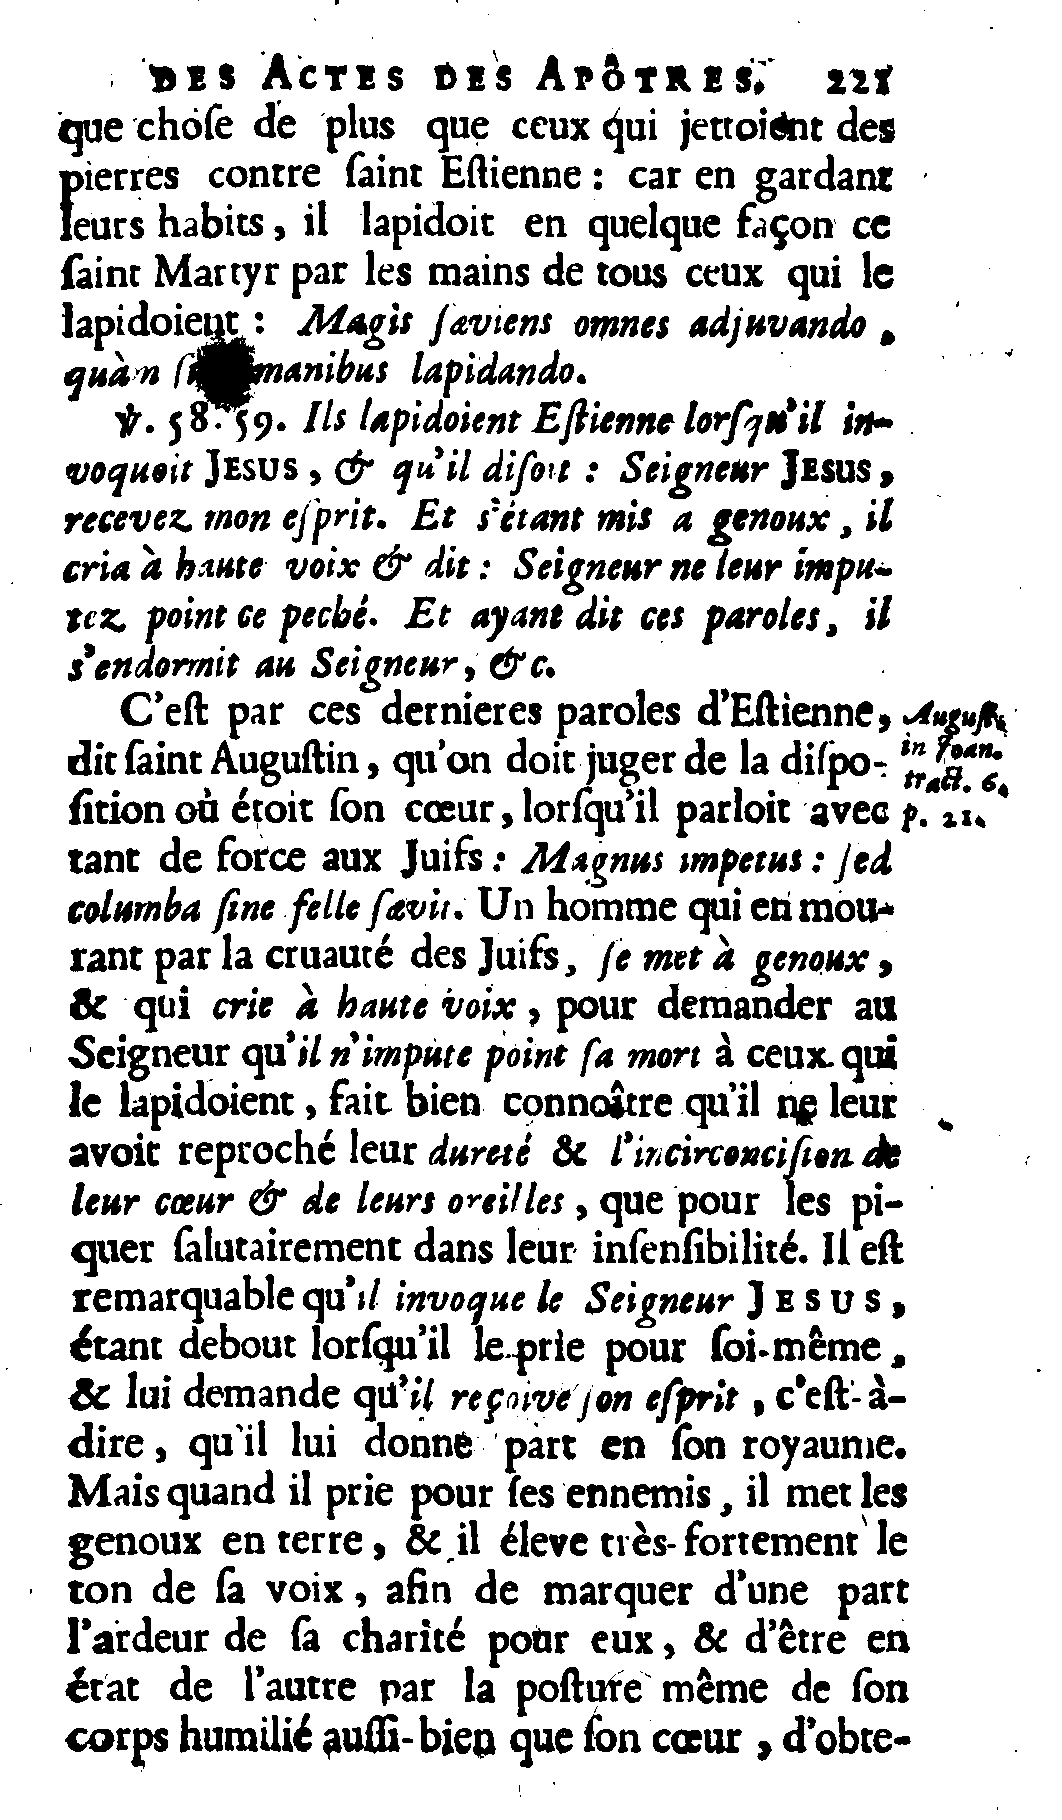 DES ACTES DES APÔTRES. 221
que choſe de plus que ceux qui jettoient des
pierres contre ſaint Eſtienne : car en gardant
leurs habits, il lapidoit en quelque façon ce
ſaint Martyr par les mains de tous ceux qui le
lapidoient : Magis ſæviens omnes adjuvando,
quàm manibus lapidando.
℣. 58. 59. Ils lapidoient Eſtienne lorſqu'il in-
voquoit JESUS, & qu'il diſoit : Seigneur JESUS,
recevez mon eſprit. Et s'étant mis a genoux, il
cria à haute voix & dit : Seigneur ne leur impu-
tez point ce peché. Et ayant dit ces paroles, il
s'endormit au Seigneur, &c.
C'eſt par ces dernieres paroles d'Eſtienne,
dit ſaint Auguſtin, qu'on doit juger de la diſpo-
ſition où étoit ſon cœur, lorſqu'il parloit avec
tant de force aux Juifs : Magnus impetus : ſed
columba ſine felle ſævit. Un homme qui en mou-
rant par la cruauté des Juifs, ſe met à genoux,
& qui crie à haute voix, pour demander au
Seigneur qu'il n'impute point ſa mort à ceux qui
le lapidoient, fait bien connoître qu'il ne leur
avoit reproché leur dureté & l'incirconciſion de
leur cœur & de leurs oreilles, que pour les pi-
quer ſalutairement dans leur inſenſibilité. Il eſt
remarquable qu'il invoque le Seigneur JESUS,
étant debout lorſqu'il le prie pour ſoi-même,
& lui demande qu'il reçoive ſon eſprit, c'eſt-à-
dire, qu'il lui donne part en ſon royaume.
Mais quand il prie pour ſes ennemis, il met les
genoux en terre, & il éleve très-fortement le
ton de ſa voix, afin de marquer d'une part
l'ardeur de ſa charité pour eux, & d'être en
état de l'autre par la poſture même de ſon
corps humilié auſſi-bien que ſon cœur, d'obte-
Auguſt.
in Joan.
tract. 6.
p. 21.